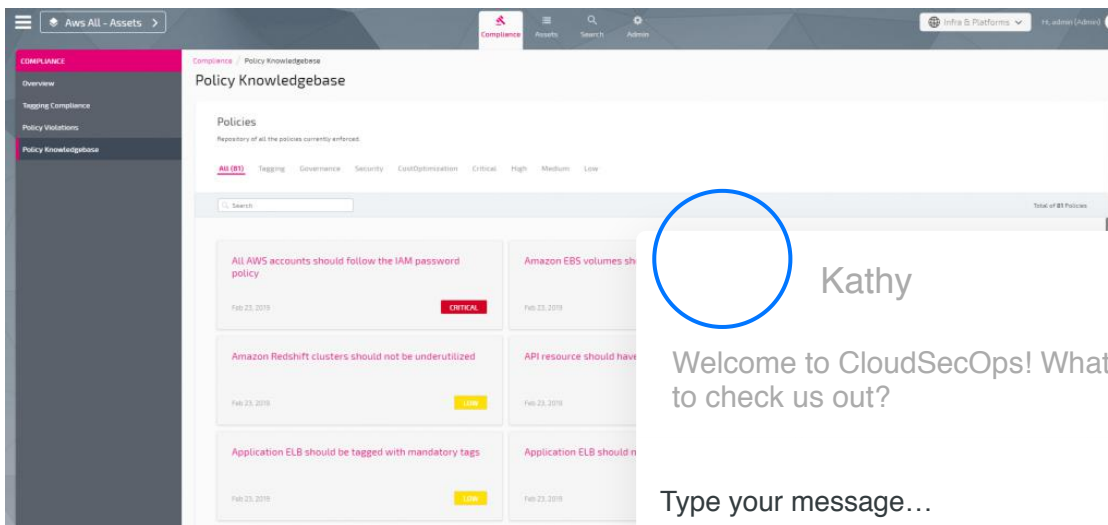 Aws All - Assets
Compliance
Assets
Search
Admin
Infra & Platforms
Hi, admin (Admin)
COMPLIANCE
Overview
Tagging Compliance
Policy Violations
Policy Knowledgebase
Compliance / Policy Knowledgebase
Policy Knowledgebase
Policies
Repository of all the policies currently enforced.
All (81) Tagging Governance Security CostOptimization Critical High Medium Low
Search
Total of 81 Policies
All AWS accounts should follow the IAM password
policy
Feb 23, 2019
CRITICAL
Amazon EBS volumes sh
Feb 23, 2019
Amazon Redshift clusters should not be underutilized
Feb 23, 2019
LOW
API resource should have
Feb 23, 2019
Application ELB should be tagged with mandatory tags
Feb 23, 2019
LOW
Application ELB should n
Feb 23, 2019
Kathy
Welcome to CloudSecOps! What
to check us out?
Type your message…